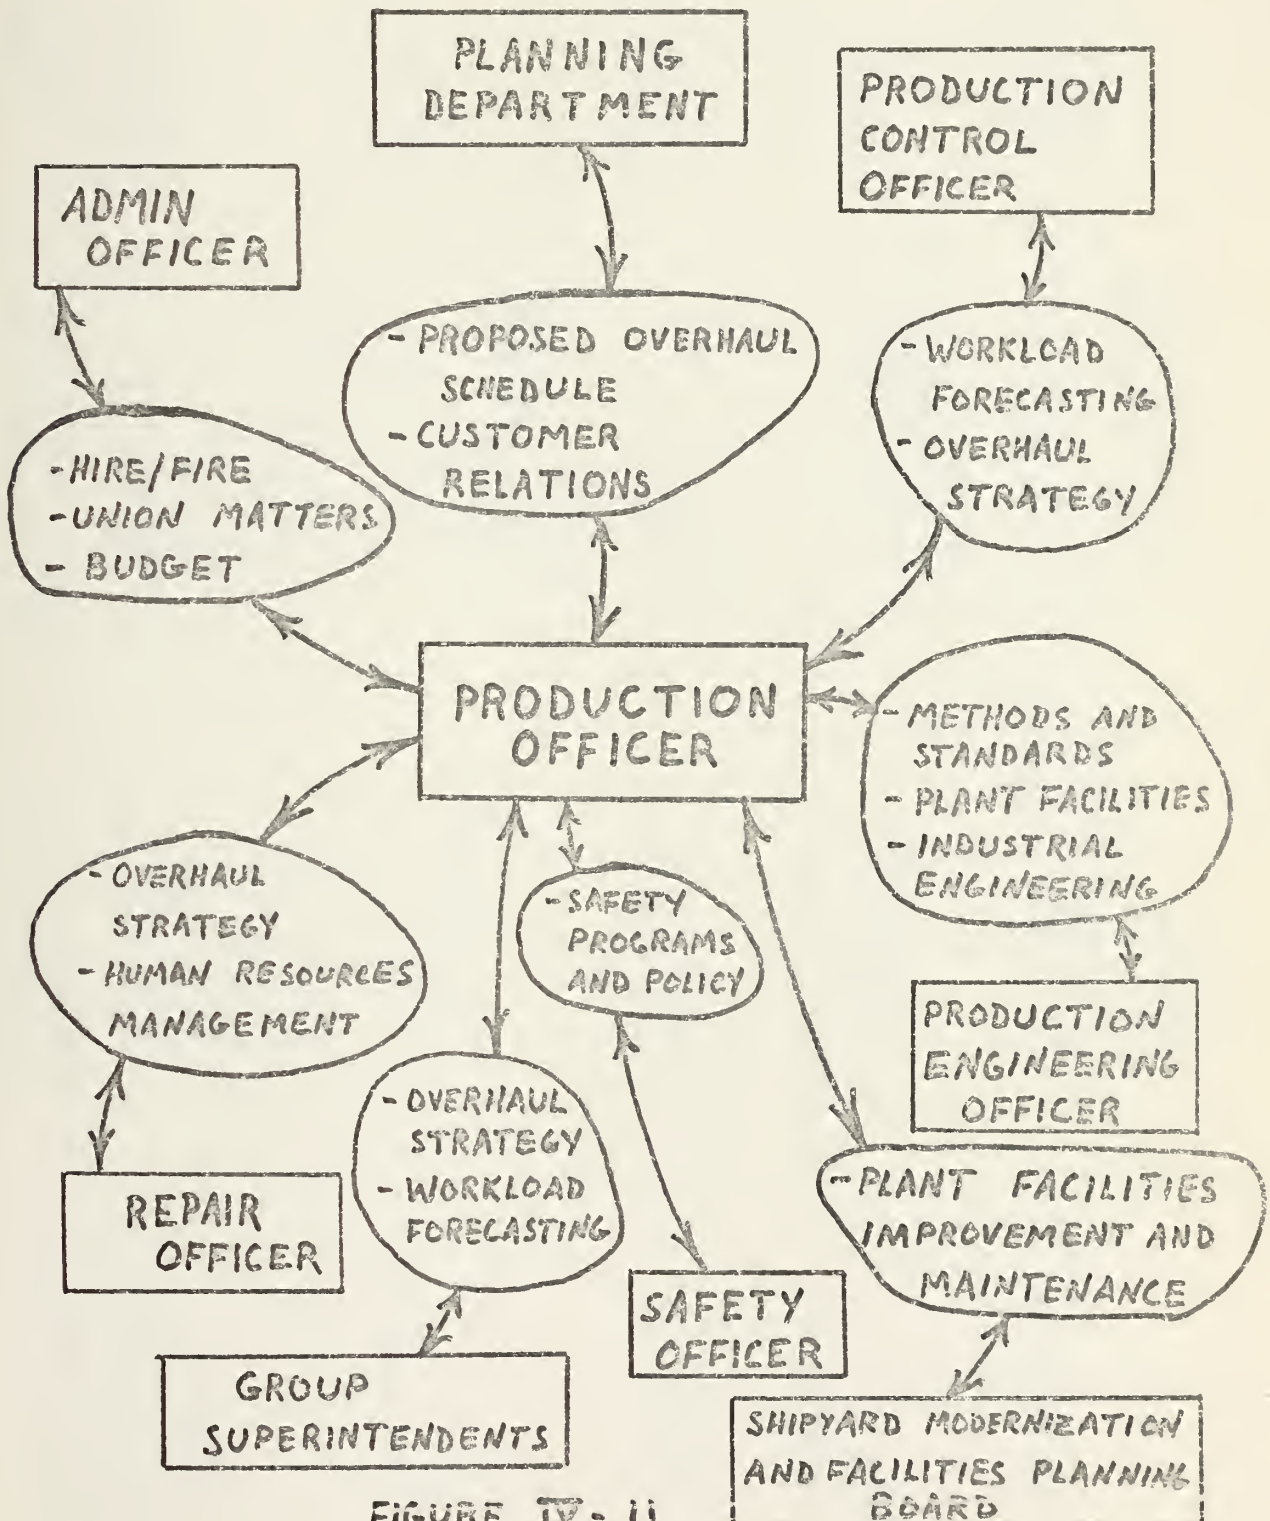 PLANNING
DEPARTMENT
PRODUCTION
CONTROL
OFFICER
ADMIN
OFFICER
- PROPOSED OVERHAUL
SCHEDULE
- CUSTOMER
RELATIONS
- WORKLOAD
FORECASTING
- OVERHAUL
STRATEGY
- HIRE/FIRE
- UNION MATTERS
- BUDGET
PRODUCTION
OFFICER
- METHODS AND
STANDARDS
- PLANT FACILITIES
- INDUSTRIAL
ENGINEERING
- OVERHAUL
STRATEGY
- HUMAN RESOURCES
MANAGEMENT
- SAFETY
PROGRAMS
AND POLICY
PRODUCTION
ENGINEERING
OFFICER
- OVERHAUL
STRATEGY
- WORKLOAD
FORECASTING
- PLANT FACILITIES
IMPROVEMENT AND
MAINTENANCE
REPAIR
OFFICER
SAFETY
OFFICER
GROUP
SUPERINTENDENTS
SHIPYARD MODERNIZATION
AND FACILITIES PLANNING
BOARD
FIGURE IV - 11